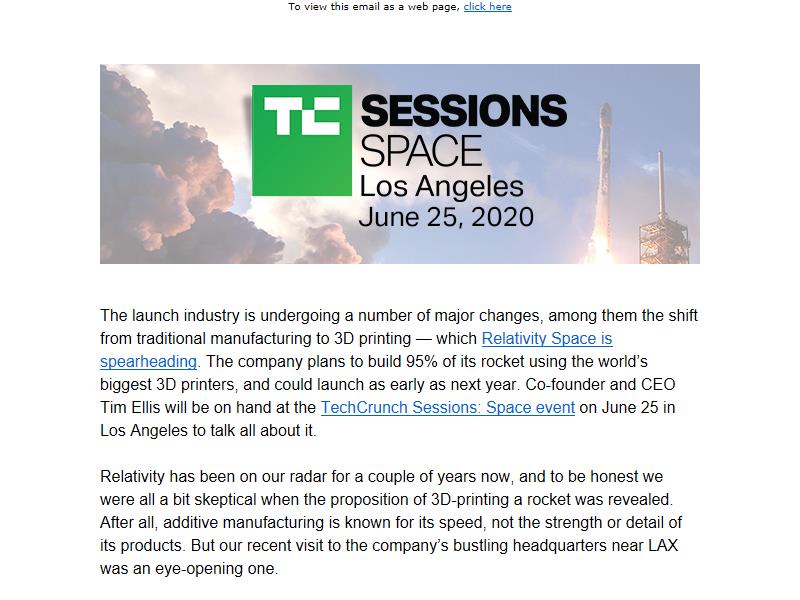 To view this email as a web page, click here
TC
SESSIONS
SPACE
Los Angeles
June 25, 2020
The launch industry is undergoing a number of major changes, among them the shift
from traditional manufacturing to 3D printing — which Relativity Space is
spearheading. The company plans to build 95% of its rocket using the world’s
biggest 3D printers, and could launch as early as next year. Co-founder and CEO
Tim Ellis will be on hand at the TechCrunch Sessions: Space event on June 25 in
Los Angeles to talk all about it.
Relativity has been on our radar for a couple of years now, and to be honest we
were all a bit skeptical when the proposition of 3D-printing a rocket was revealed.
After all, additive manufacturing is known for its speed, not the strength or detail of
its products. But our recent visit to the company’s bustling headquarters near LAX
was an eye-opening one.